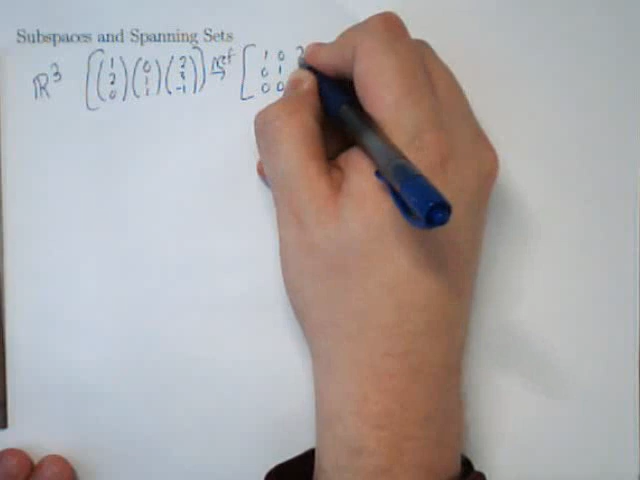 Subspaces and Spanning Sets
ℝ³ [(1 2 0) (0 1 1) (2 3 -1)] rref → [1 0 2
0 1
0 0